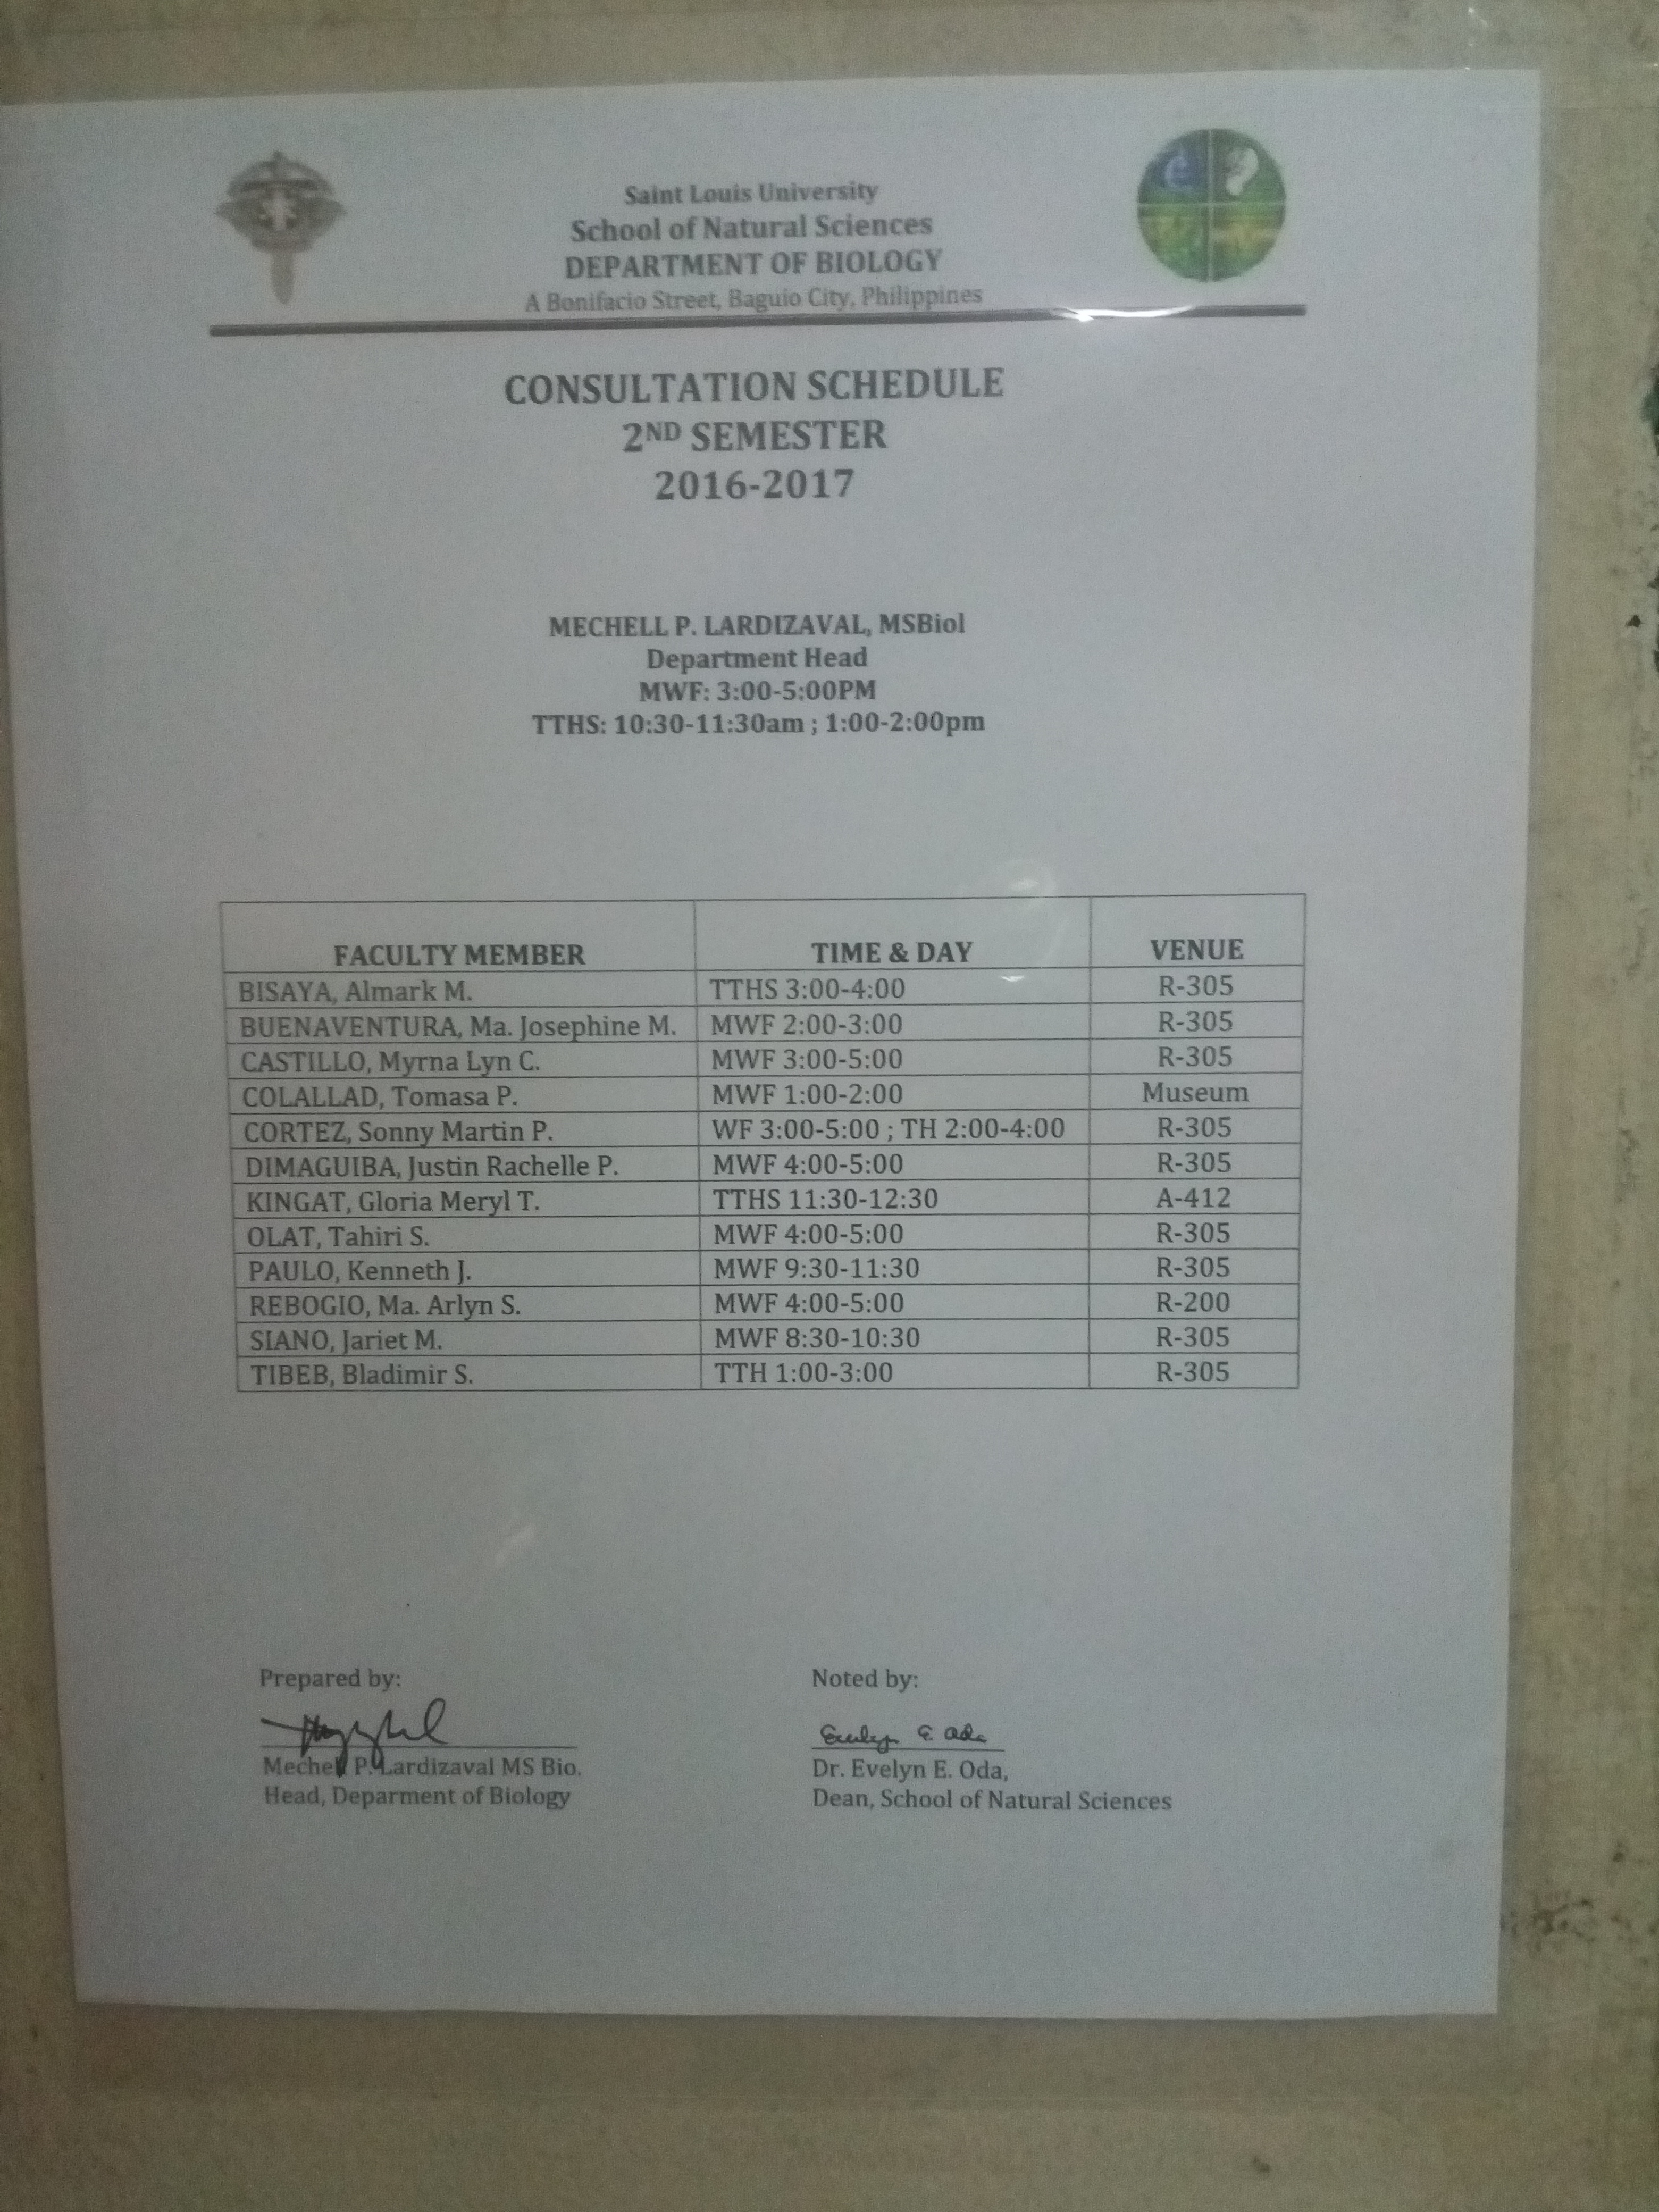 Saint Louis University
School of Natural Sciences
DEPARTMENT OF BIOLOGY
A Bonifacio Street, Baguio City, Philippines
CONSULTATION SCHEDULE
2ND SEMESTER
2016-2017
MECHELL P. LARDIZAVAL, MSBiol
Department Head
MWF: 3:00-5:00PM
TTHS: 10:30-11:30am ; 1:00-2:00pm
FACULTY MEMBER TIME & DAY VENUE
BISAYA, Almark M. TTHS 3:00-4:00 R-305
BUENAVENTURA, Ma. Josephine M. MWF 2:00-3:00 R-305
CASTILLO, Myrna Lyn C. MWF 3:00-5:00 R-305
COLALLAD, Tomasa P. MWF 1:00-2:00 Museum
CORTEZ, Sonny Martin P. WF 3:00-5:00 ; TH 2:00-4:00 R-305
DIMAGUIBA, Justin Rachelle P. MWF 4:00-5:00 R-305
KINGAT, Gloria Meryl T. TTHS 11:30-12:30 A-412
OLAT, Tahiri S. MWF 4:00-5:00 R-305
PAULO, Kenneth J. MWF 9:30-11:30 R-305
REBOGIO, Ma. Arlyn S. MWF 4:00-5:00 R-200
SIANO, Jariet M. MWF 8:30-10:30 R-305
TIBEB, Bladimir S. TTH 1:00-3:00 R-305
Prepared by: Noted by:
Evelyn E. Oda
Mechell P. Lardizaval MS Bio. Dr. Evelyn E. Oda,
Head, Deparment of Biology Dean, School of Natural Sciences